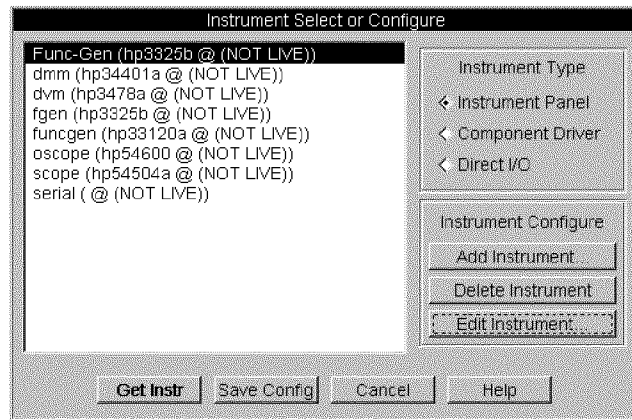 Instrument Select or Configure
Func-Gen (hp3325b @ (NOT LIVE))
dmm (hp34401a @ (NOT LIVE))
dvm (hp3478a @ (NOT LIVE))
fgen (hp3325b @ (NOT LIVE))
funcgen (hp33120a @ (NOT LIVE))
oscope (hp54600 @ (NOT LIVE))
scope (hp54504a @ (NOT LIVE))
serial ( @ (NOT LIVE))
Instrument Type
Instrument Panel
Component Driver
Direct I/O
Instrument Configure
Add Instrument...
Delete Instrument
Edit Instrument...
Get Instr
Save Config
Cancel
Help